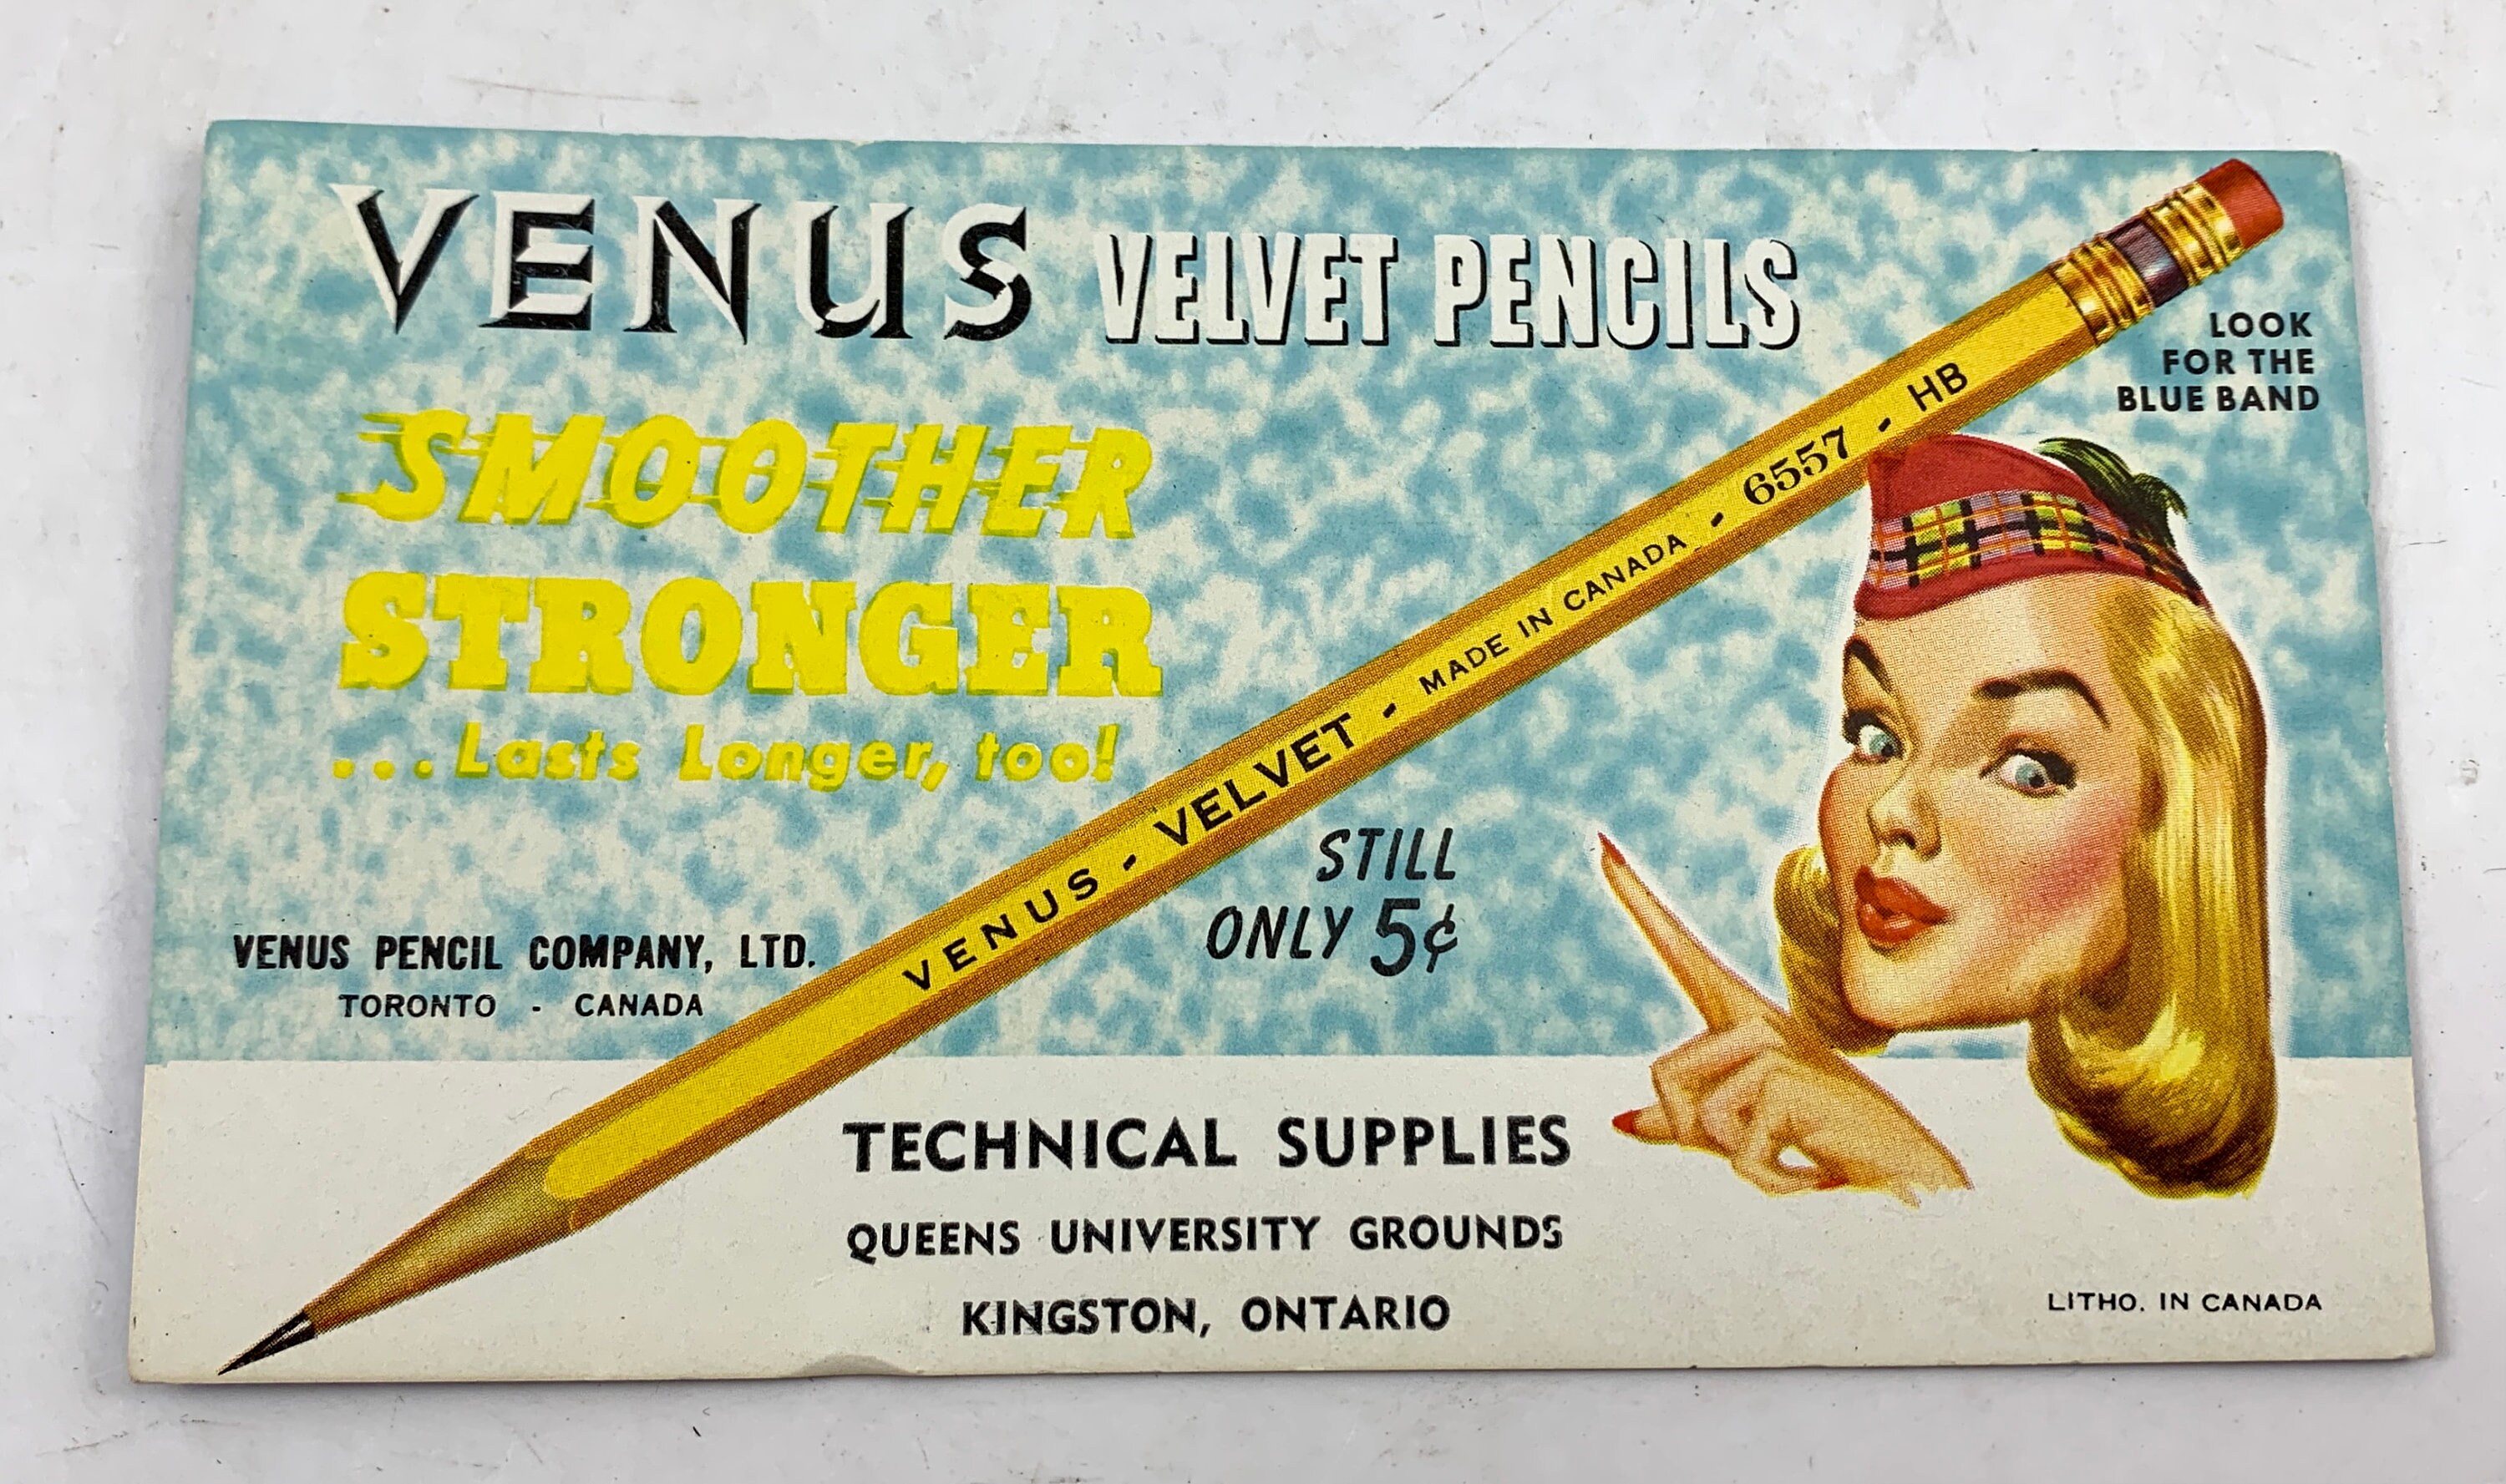 VENUS VELVET PENCILS
LOOK
FOR THE
BLUE BAND
SMOOTHER
STRONGER
...Lasts Longer, too!
VENUS - VELVET - MADE IN CANADA - 6557 - HB
STILL
ONLY 5¢
VENUS PENCIL COMPANY, LTD.
TORONTO - CANADA
TECHNICAL SUPPLIES
QUEENS UNIVERSITY GROUNDS
KINGSTON, ONTARIO
LITHO. IN CANADA